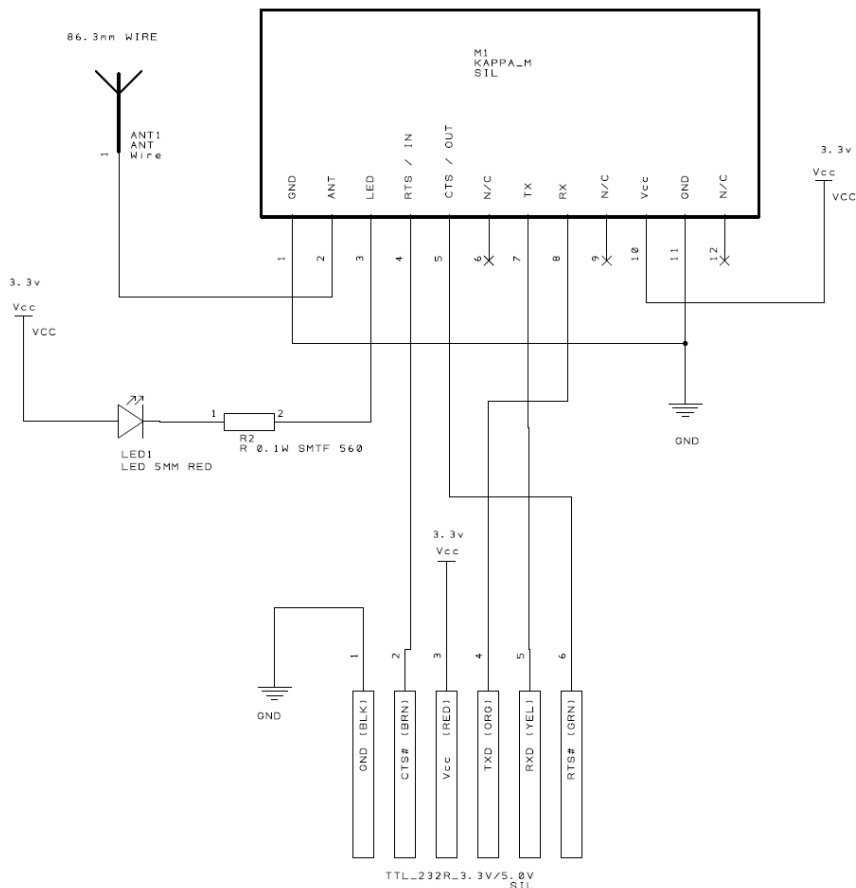 86.3mm WIRE
M1
KAPPA_M
SIL
ANT1
ANT
Wire
1
GND
ANT
LED
RTS / IN
CTS / OUT
N/C
TX
RX
N/C
Vcc
GND
N/C
1
2
3
4
5
6
7
8
9
10
11
12
3.3v
Vcc
VCC
3.3v
Vcc
VCC
1
2
R2
R 0.1W SMTF 560
LED1
LED 5MM RED
GND
3.3v
Vcc
GND
1
2
3
4
5
6
GND (BLK)
CTS# (BRN)
Vcc (RED)
TXD (ORG)
RXD (YEL)
RTS# (GRN)
TTL_232R_3.3V/5.0V
SIL